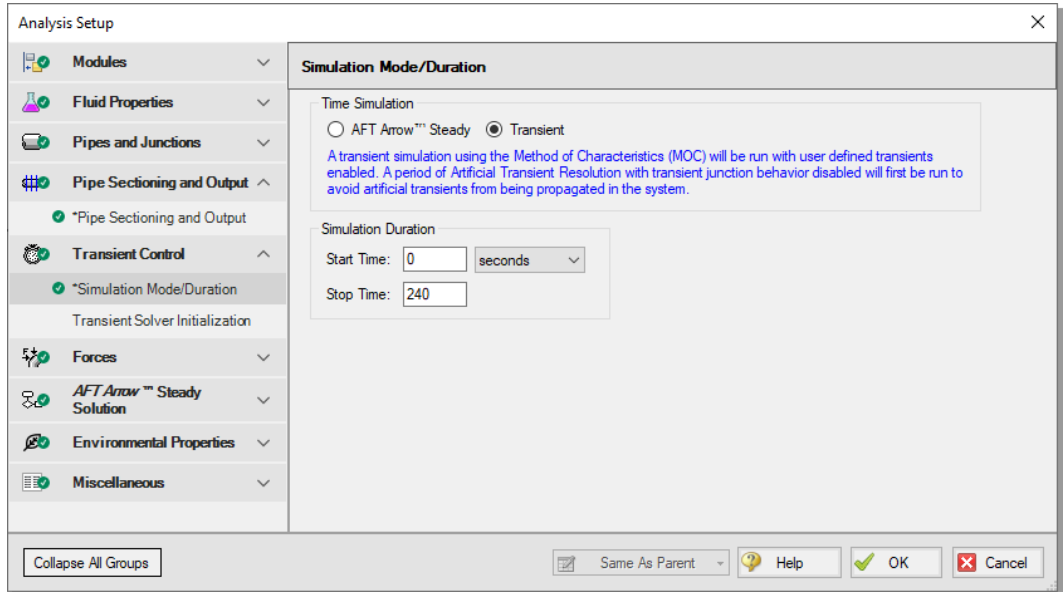 Analysis Setup
Modules
Fluid Properties
Pipes and Junctions
Pipe Sectioning and Output
*Pipe Sectioning and Output
Transient Control
*Simulation Mode/Duration
Transient Solver Initialization
Forces
AFT Arrow ™ Steady
Solution
Environmental Properties
Miscellaneous
Simulation Mode/Duration
Time Simulation
AFT Arrow™ Steady Transient
A transient simulation using the Method of Characteristics (MOC) will be run with user defined transients
enabled. A period of Artificial Transient Resolution with transient junction behavior disabled will first be run to
avoid artificial transients from being propagated in the system.
Simulation Duration
Start Time: 0 seconds
Stop Time: 240
Collapse All Groups Same As Parent Help OK Cancel